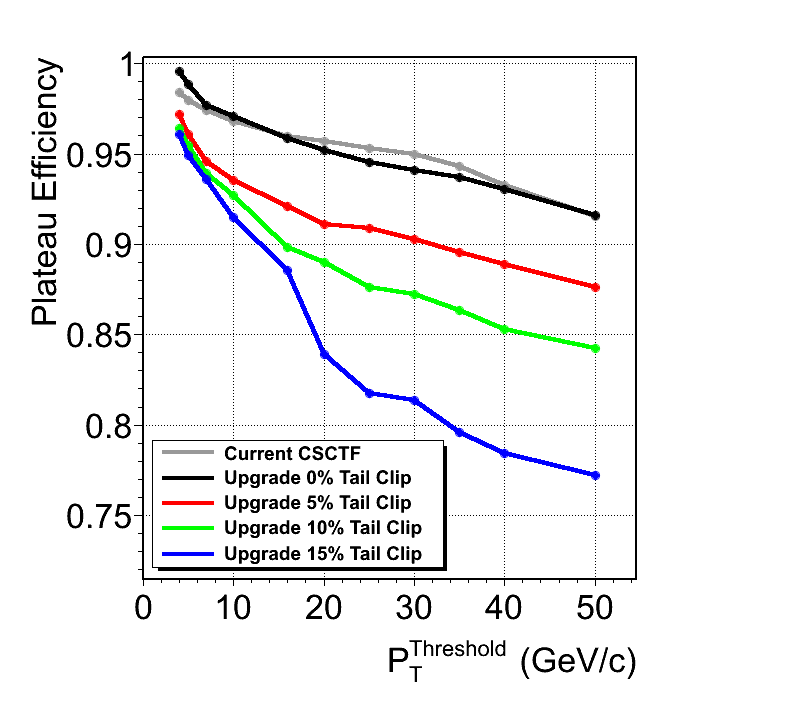 Plateau Efficiency
1
0.95
0.9
0.85
0.8
0.75
Current CSCTF
Upgrade 0% Tail Clip
Upgrade 5% Tail Clip
Upgrade 10% Tail Clip
Upgrade 15% Tail Clip
0 10 20 30 40 50
P_T^Threshold (GeV/c)